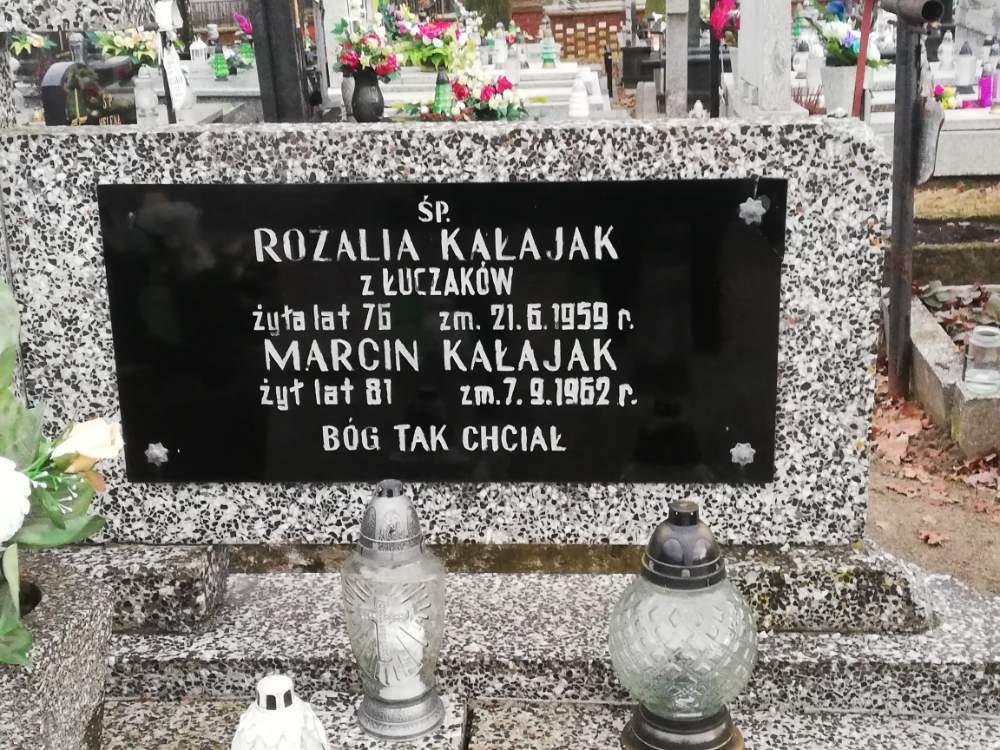 ŚP.
ROZALIA KAŁAJAK
z ŁUCZAKÓW
żyła lat 76 zm. 21.6.1959 r.
MARCIN KAŁAJAK
żył lat 81 zm. 7.9.1962 r.
BÓG TAK CHCIAŁ